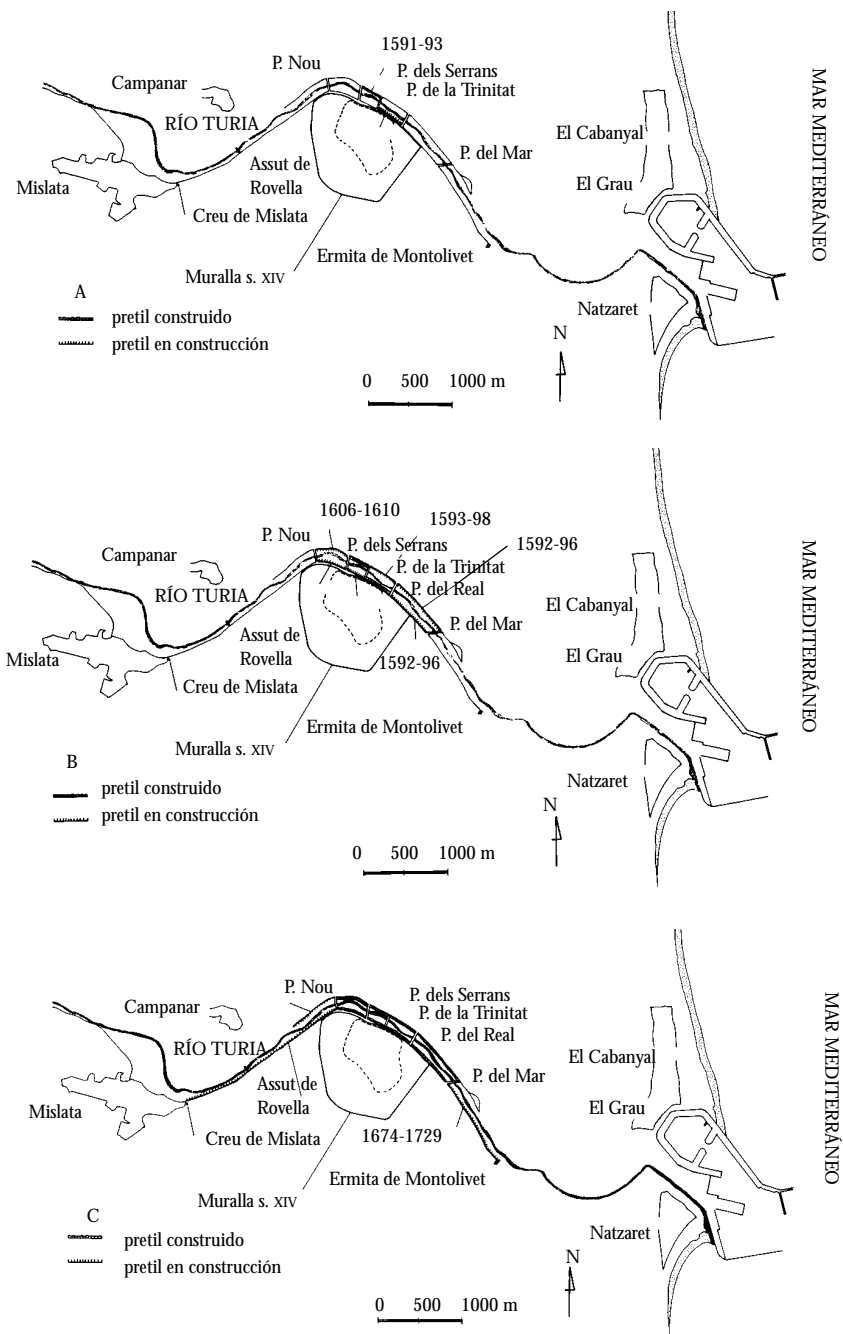 1591-93
P. Nou
P. dels Serrans
P. de la Trinitat
Campanar
RÍO TURIA
El Cabanyal
MAR MEDITERRÁNEO
Assut de
Rovella
P. del Mar
El Grau
Mislata
Creu de Mislata
Ermita de Montolivet
Muralla s. XIV
Natzaret
A
pretil construido
pretil en construcción
N
0 500 1000 m
1606-1610
1593-98
P. Nou
P. dels Serrans
1592-96
Campanar
P. de la Trinitat
RÍO TURIA
P. del Real
El Cabanyal
MAR MEDITERRÁNEO
Assut de
Rovella
P. del Mar
El Grau
Mislata
1592-96
Creu de Mislata
Ermita de Montolivet
Muralla s. XIV
Natzaret
B
pretil construido
pretil en construcción
N
0 500 1000 m
P. Nou
P. dels Serrans
P. de la Trinitat
Campanar
P. del Real
RÍO TURIA
El Cabanyal
MAR MEDITERRÁNEO
P. del Mar
Assut de
Rovella
El Grau
Mislata
Creu de Mislata
1674-1729
Ermita de Montolivet
Muralla s. XIV
Natzaret
C
pretil construido
pretil en construcción
N
0 500 1000 m